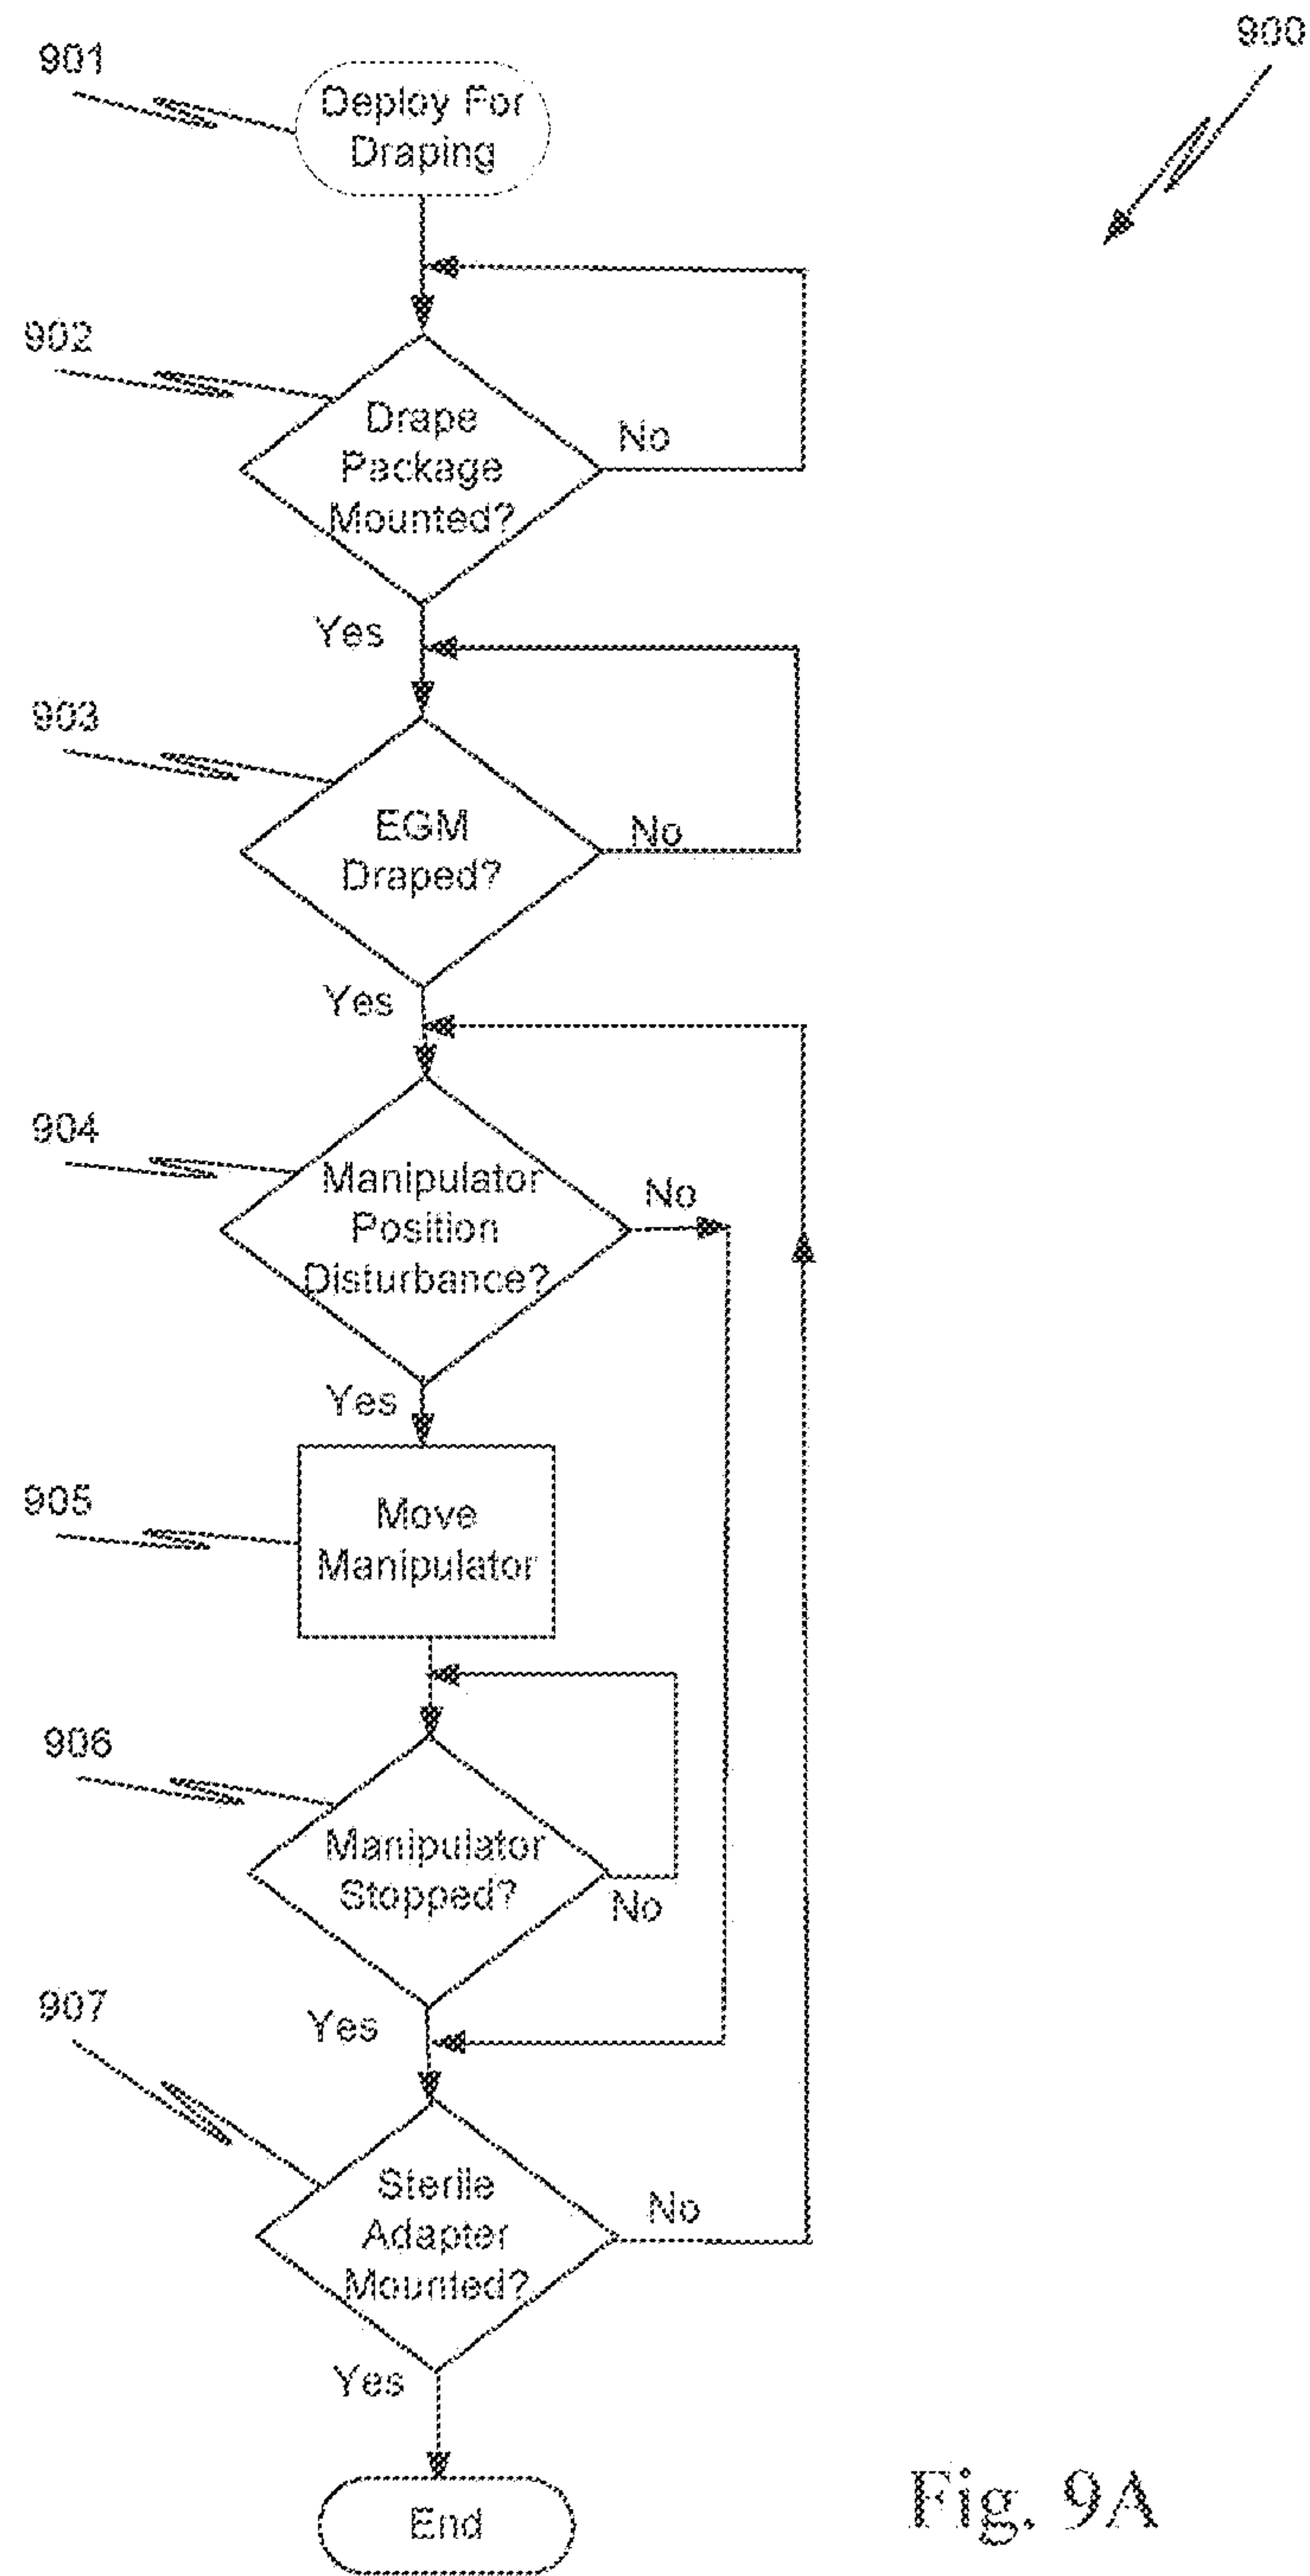 900
901
Deploy For
Draping
902
Drape
Package
Mounted?
No
Yes
903
EGM
Draped?
No
Yes
904
Manipulator
Position
Disturbance?
No
Yes
905
Move
Manipulator
906
Manipulator
Stopped?
No
Yes
907
Sterile
Adapter
Mounted?
No
Yes
End
Fig. 9A